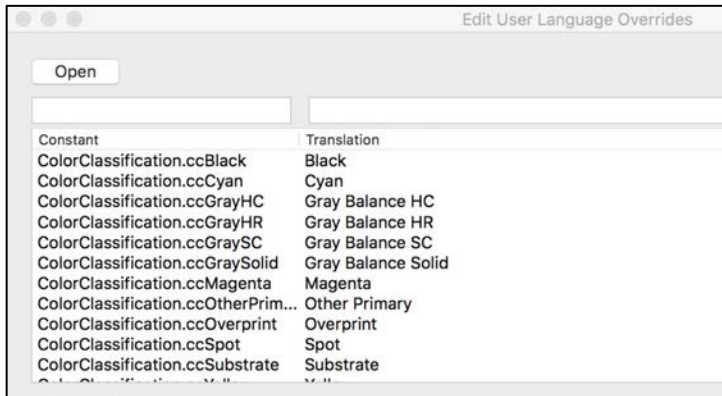 Edit User Language Overrides
Open
Constant Translation
ColorClassification.ccBlack Black
ColorClassification.ccCyan Cyan
ColorClassification.ccGrayHC Gray Balance HC
ColorClassification.ccGrayHR Gray Balance HR
ColorClassification.ccGraySC Gray Balance SC
ColorClassification.ccGraySolid Gray Balance Solid
ColorClassification.ccMagenta Magenta
ColorClassification.ccOtherPrim... Other Primary
ColorClassification.ccOverprint Overprint
ColorClassification.ccSpot Spot
ColorClassification.ccSubstrate Substrate